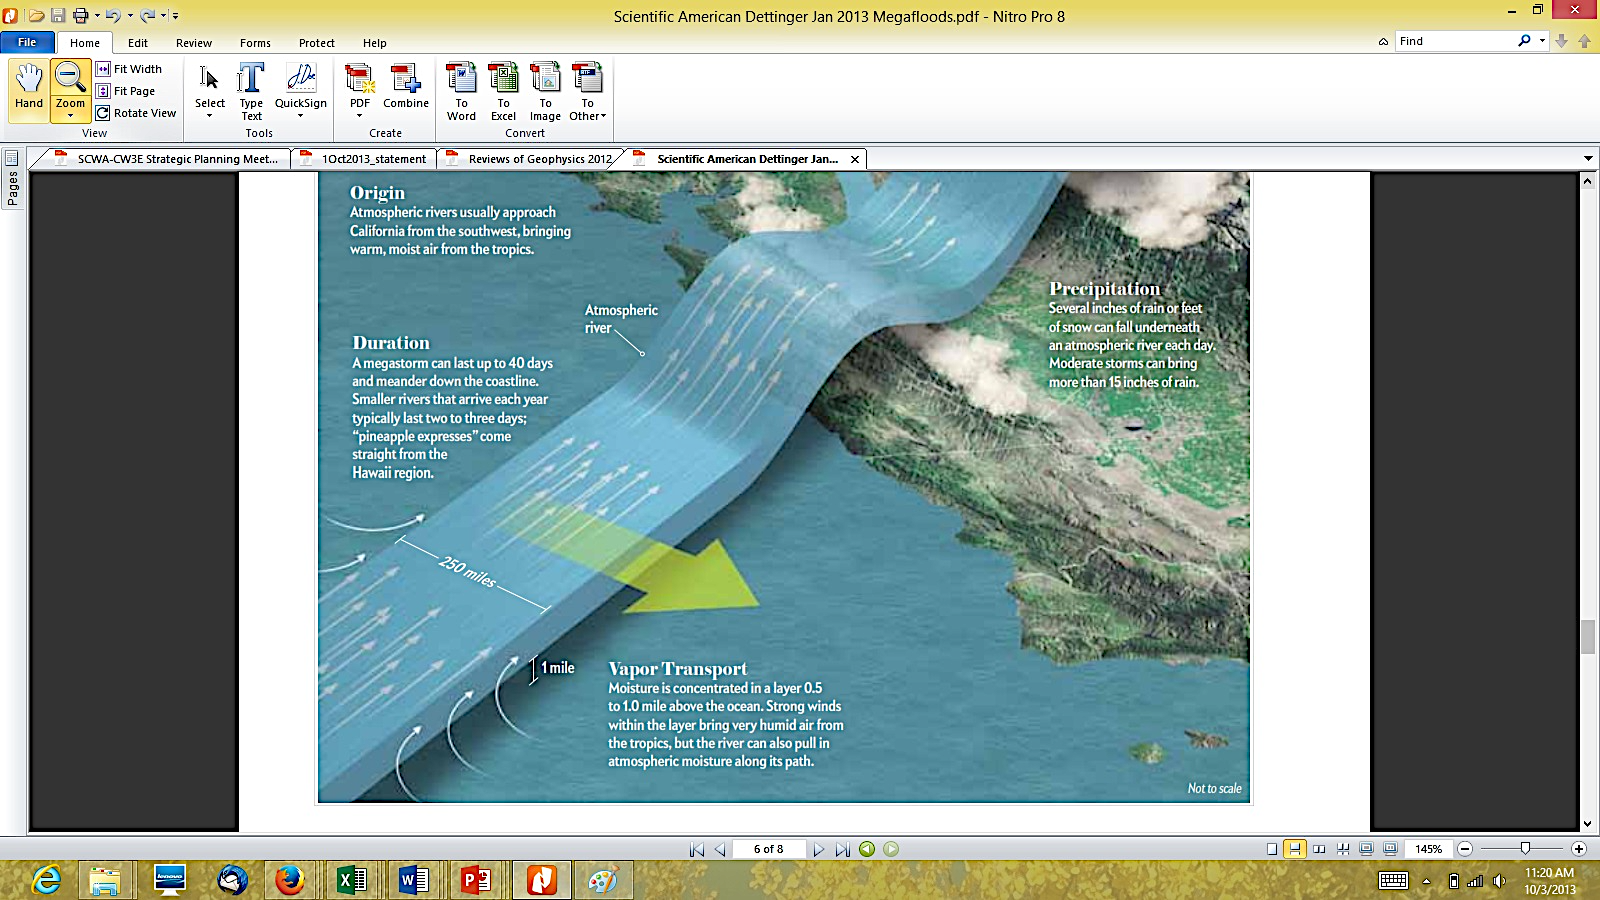 Scientific American Dettinger Jan 2013 Megafloods.pdf - Nitro Pro 8
File Home Edit Review Forms Protect Help
Find
Hand
Zoom
Fit Width
Fit Page
Rotate View
View
Select
Type
Text
QuickSign
Tools
PDF
Combine
Create
To
Word
To
Excel
To
Image
To
Other
Convert
SCWA-CW3E Strategic Planning Meet...
1Oct2013_statement
Reviews of Geophysics 2012
Scientific American Dettinger Jan...
Pages
Origin
Atmospheric rivers usually approach
California from the southwest, bringing
warm, moist air from the tropics.
Atmospheric
river
Precipitation
Several inches of rain or feet
of snow can fall underneath
an atmospheric river each day.
Moderate storms can bring
more than 15 inches of rain.
Duration
A megastorm can last up to 40 days
and meander down the coastline.
Smaller rivers that arrive each year
typically last two to three days;
“pineapple expresses” come
straight from the
Hawaii region.
250 miles
1 mile
Vapor Transport
Moisture is concentrated in a layer 0.5
to 1.0 mile above the ocean. Strong winds
within the layer bring very humid air from
the tropics, but the river can also pull in
atmospheric moisture along its path.
Not to scale
6 of 8
145%
lenovo
11:20 AM
10/3/2013